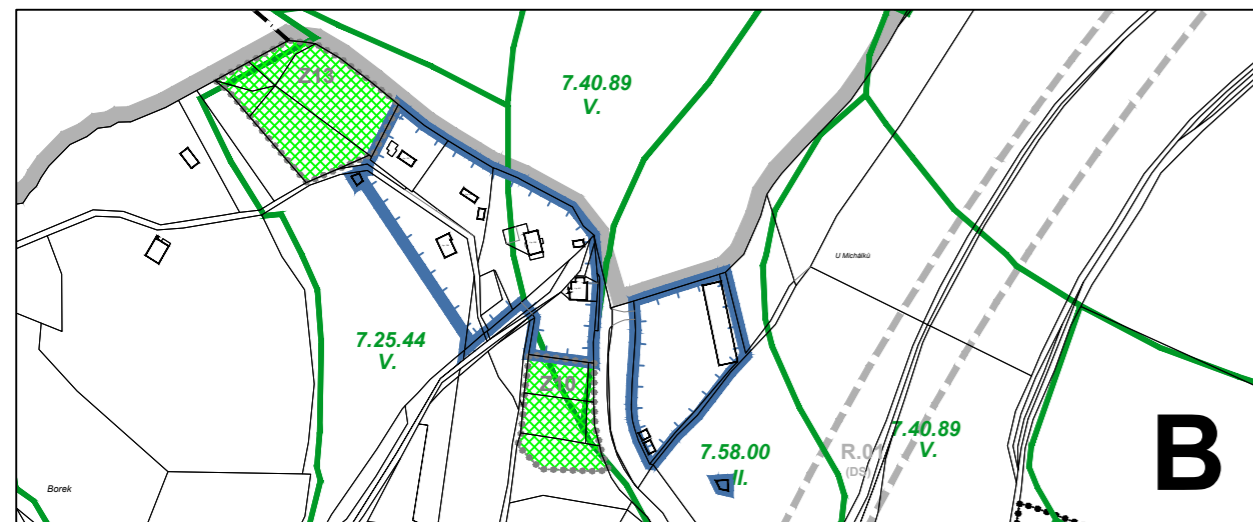 Z13
7.40.89
V.
U Michálků
7.25.44
V.
Z10
7.40.89
V.
R.01
(DS)
7.58.00
II.
B
Borek